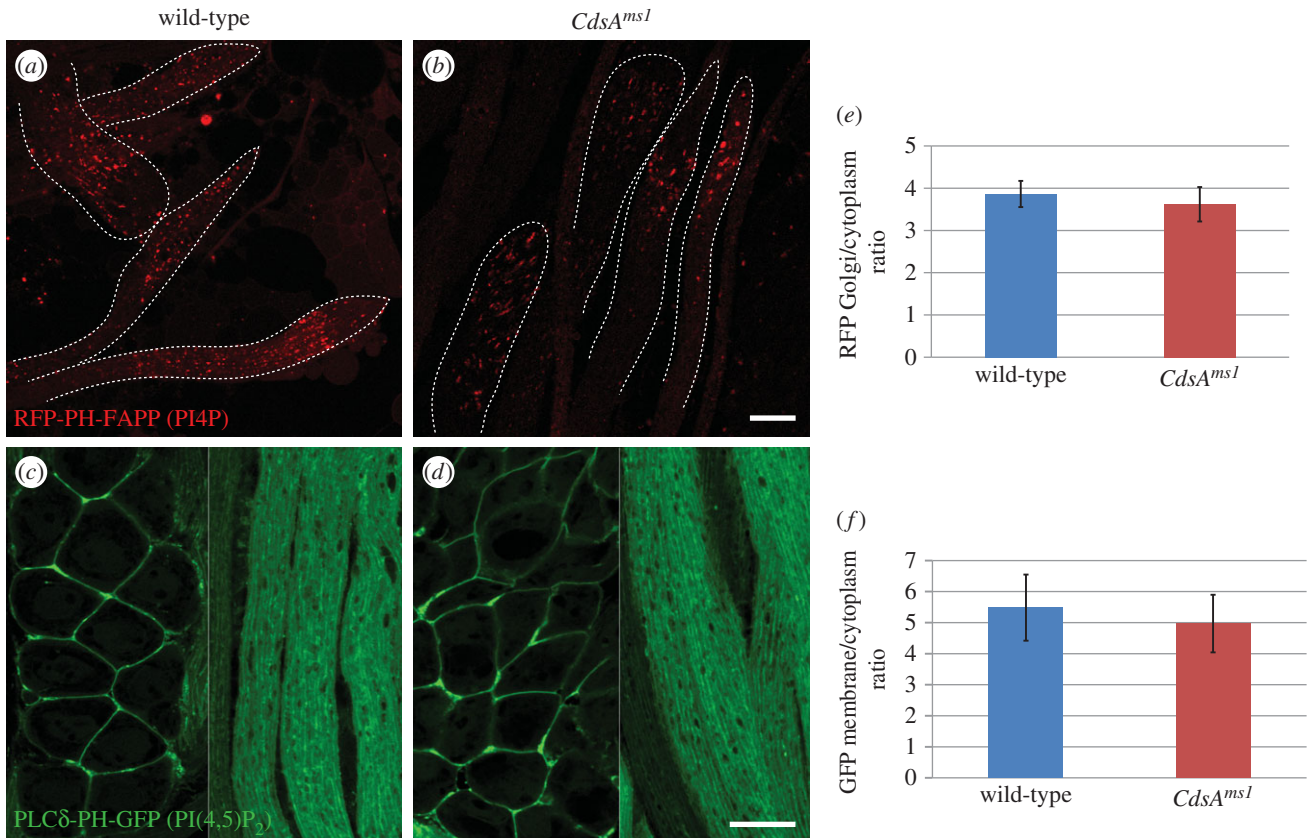 wild-type
CdsA^ms1
(a)
(b)
RFP-PH-FAPP (PI4P)
(c)
(d)
PLCδ-PH-GFP (PI(4,5)P₂)
(e)
RFP Golgi/cytoplasm
ratio
5
4
3
2
1
0
wild-type
CdsA^ms1
(f)
GFP membrane/cytoplasm
ratio
7
6
5
4
3
2
1
0
wild-type
CdsA^ms1